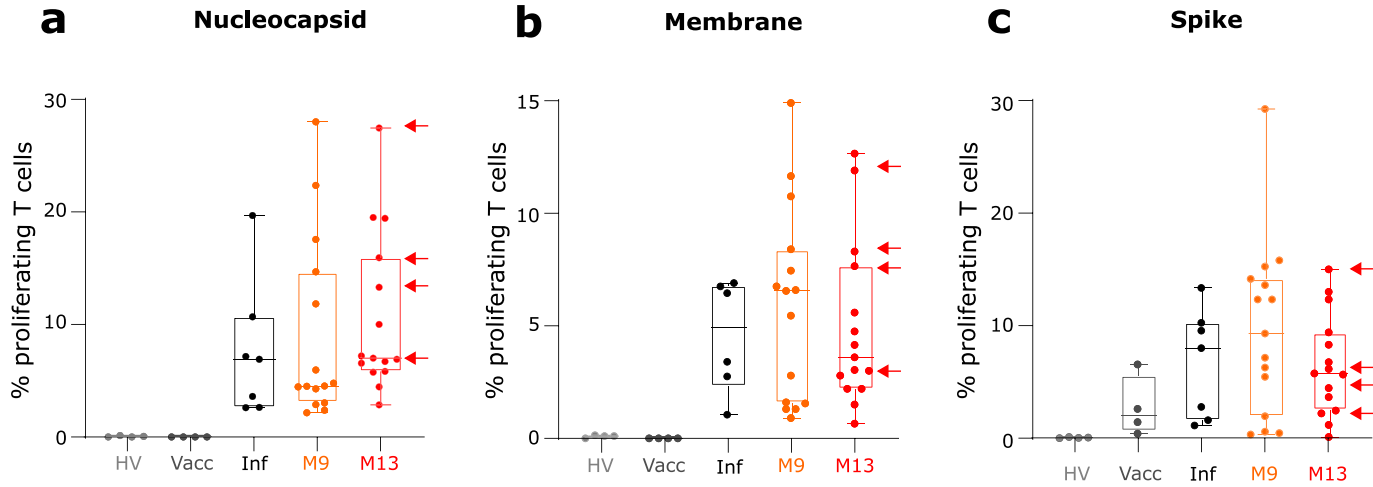 a Nucleocapsid
% proliferating T cells
30
20
10
0
HV Vacc Inf M9 M13
b Membrane
% proliferating T cells
15
10
5
0
HV Vacc Inf M9 M13
c Spike
% proliferating T cells
30
20
10
0
HV Vacc Inf M9 M13